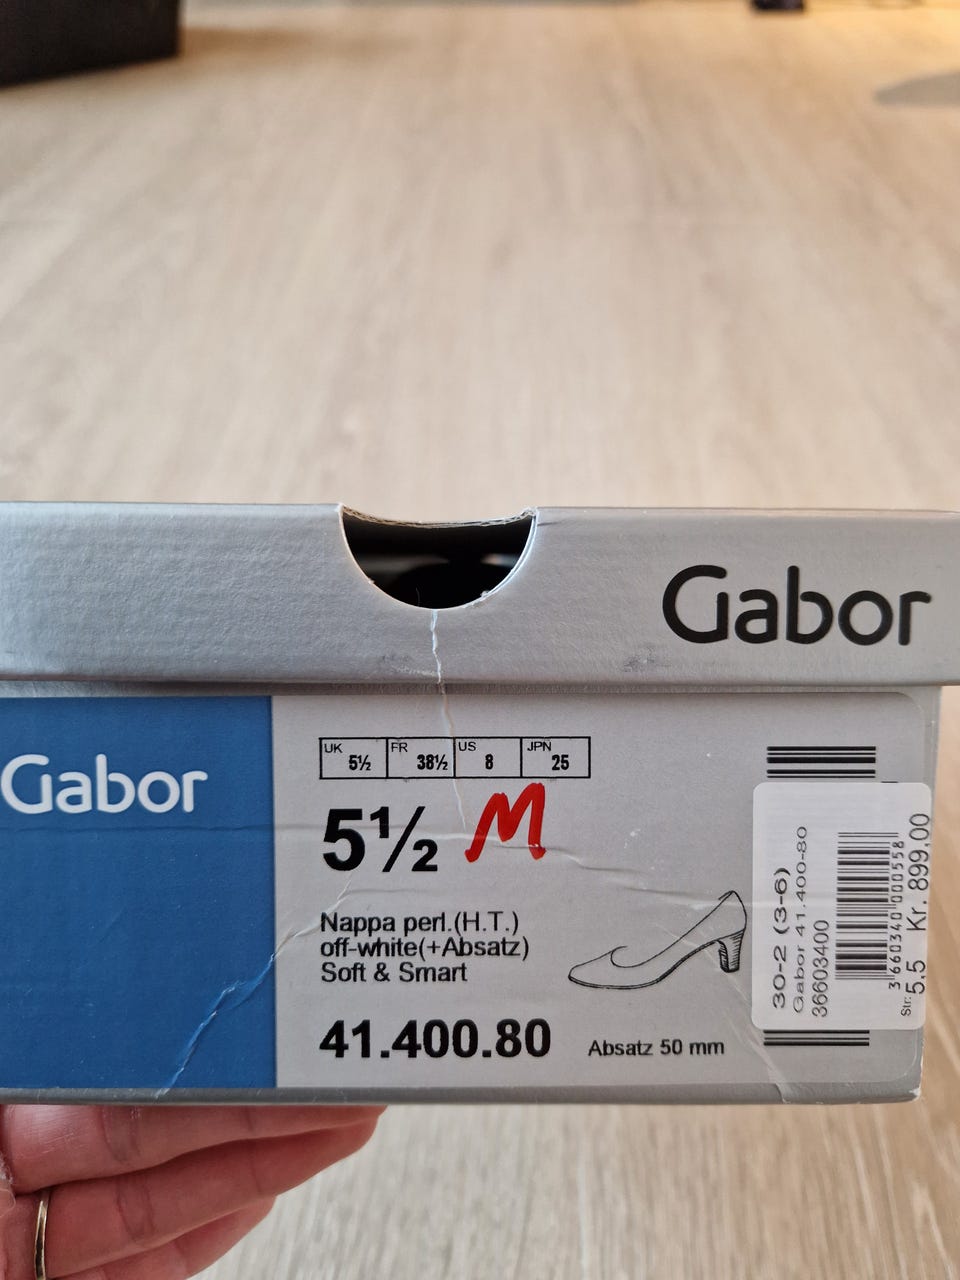 Gabor
Gabor
UK 5½ FR 38½ US 8 JPN 25
5½ M
Nappa perl.(H.T.)
off-white(+Absatz)
Soft & Smart
41.400.80
Absatz 50 mm
30-2 (3-6)
Gabor 41.400-80
36603400
3660340000558
Str: 5,5 Kr. 899,00